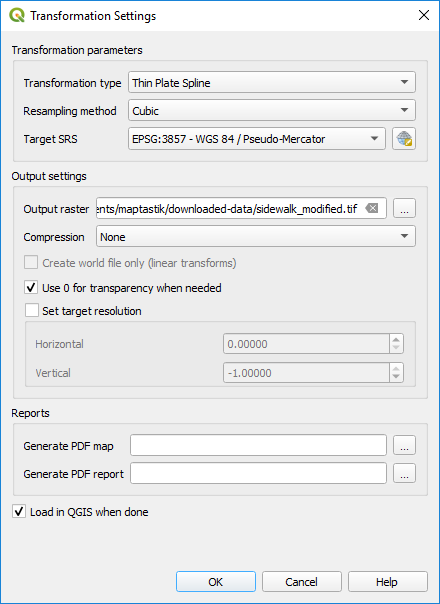 Transformation Settings
Transformation parameters
Transformation type Thin Plate Spline
Resampling method Cubic
Target SRS EPSG:3857 - WGS 84 / Pseudo-Mercator
Output settings
Output raster ents/maptastik/downloaded-data/sidewalk_modified.tif ...
Compression None
Create world file only (linear transforms)
Use 0 for transparency when needed
Set target resolution
Horizontal 0.00000
Vertical -1.00000
Reports
Generate PDF map ...
Generate PDF report ...
Load in QGIS when done
OK Cancel Help